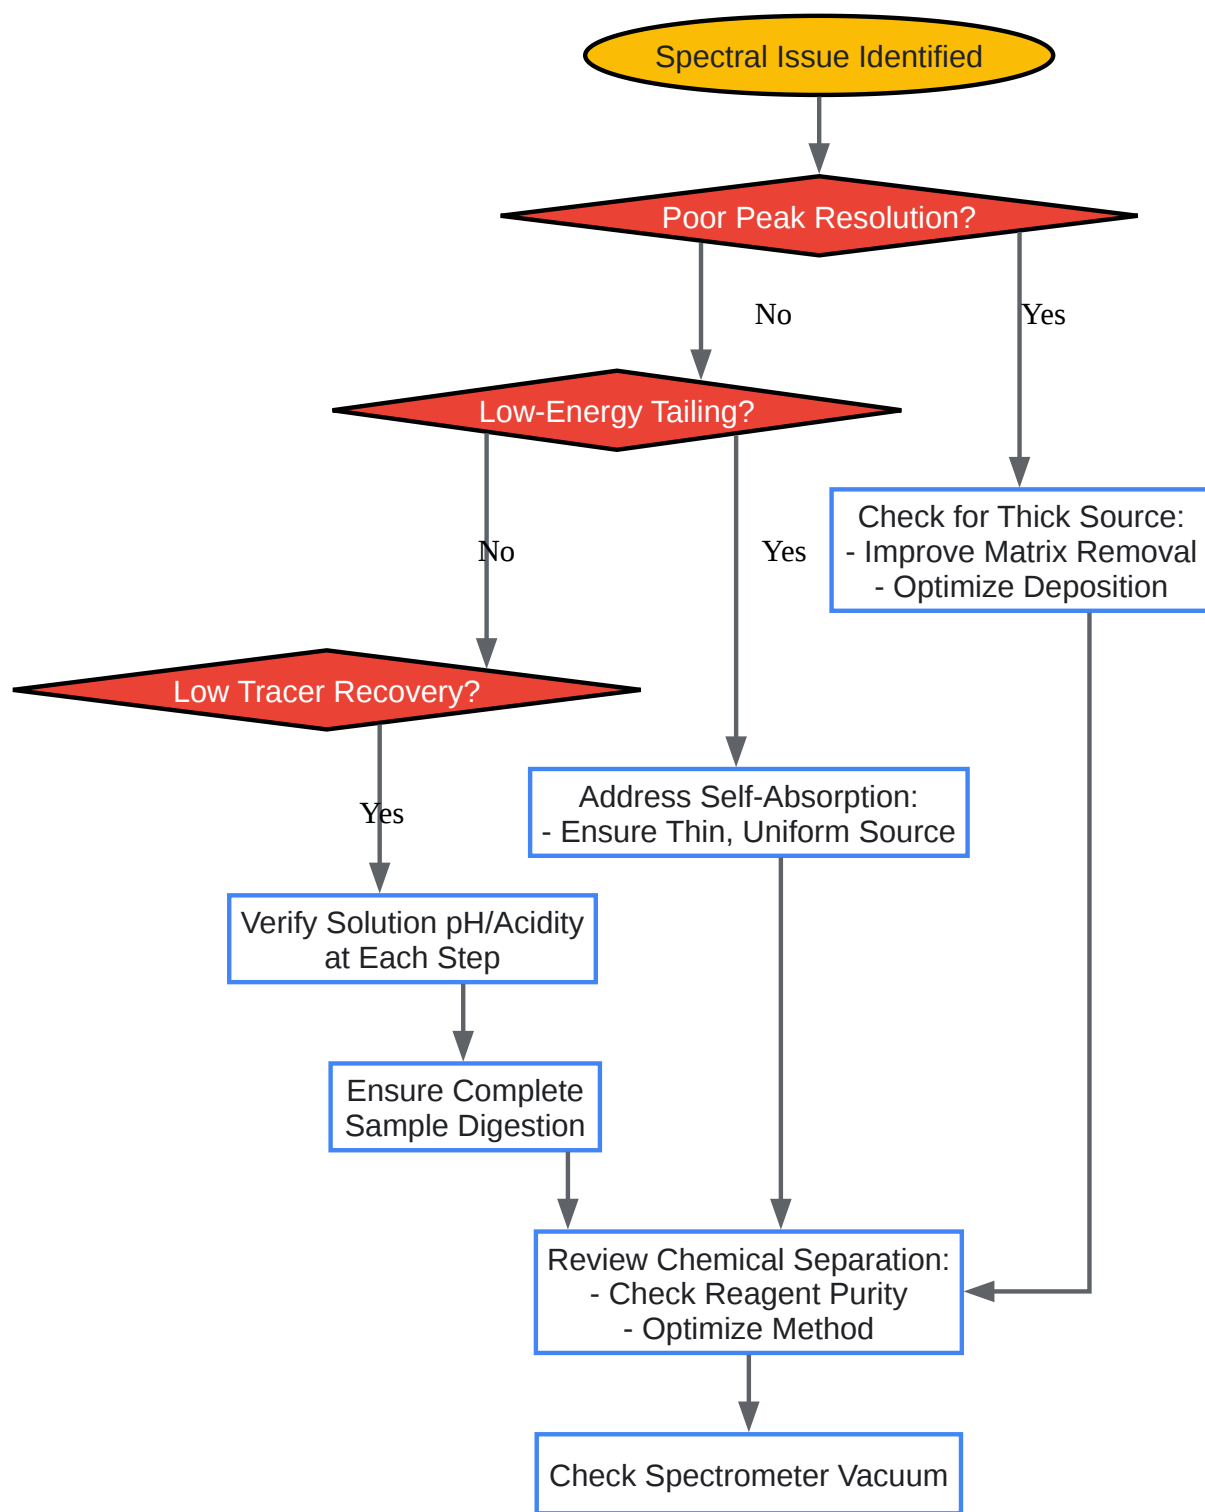 Spectral Issue Identified
Poor Peak Resolution?
No
Yes
Low-Energy Tailing?
Check for Thick Source:
- Improve Matrix Removal
- Optimize Deposition
No
Yes
Low Tracer Recovery?
Address Self-Absorption:
- Ensure Thin, Uniform Source
Yes
Verify Solution pH/Acidity
at Each Step
Ensure Complete
Sample Digestion
Review Chemical Separation:
- Check Reagent Purity
- Optimize Method
Check Spectrometer Vacuum